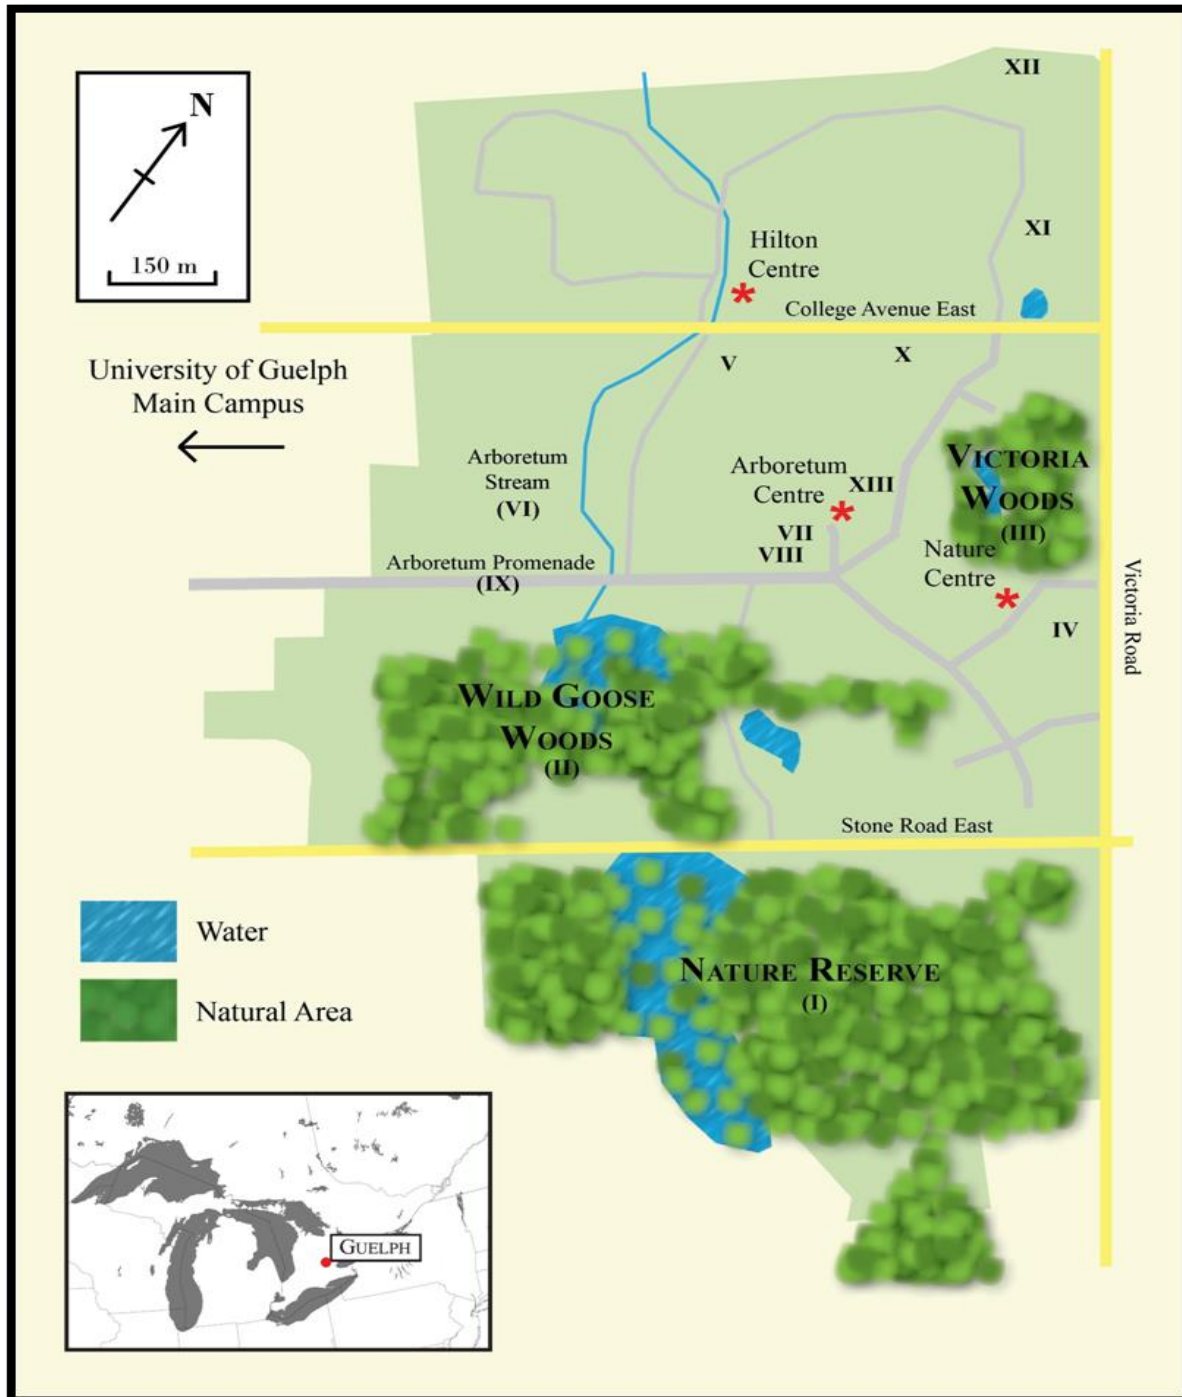 XII
N
150 m
XI
Hilton
Centre
College Avenue East
V
X
University of Guelph
Main Campus
Arboretum
Stream
(VI)
Arboretum
Centre
XIII
VII
VIII
Victoria
Woods
(III)
Nature
Centre
Arboretum Promenade
(IX)
IV
Victoria Road
Wild Goose
Woods
(II)
Stone Road East
Water
Natural Area
Nature Reserve
(I)
Guelph